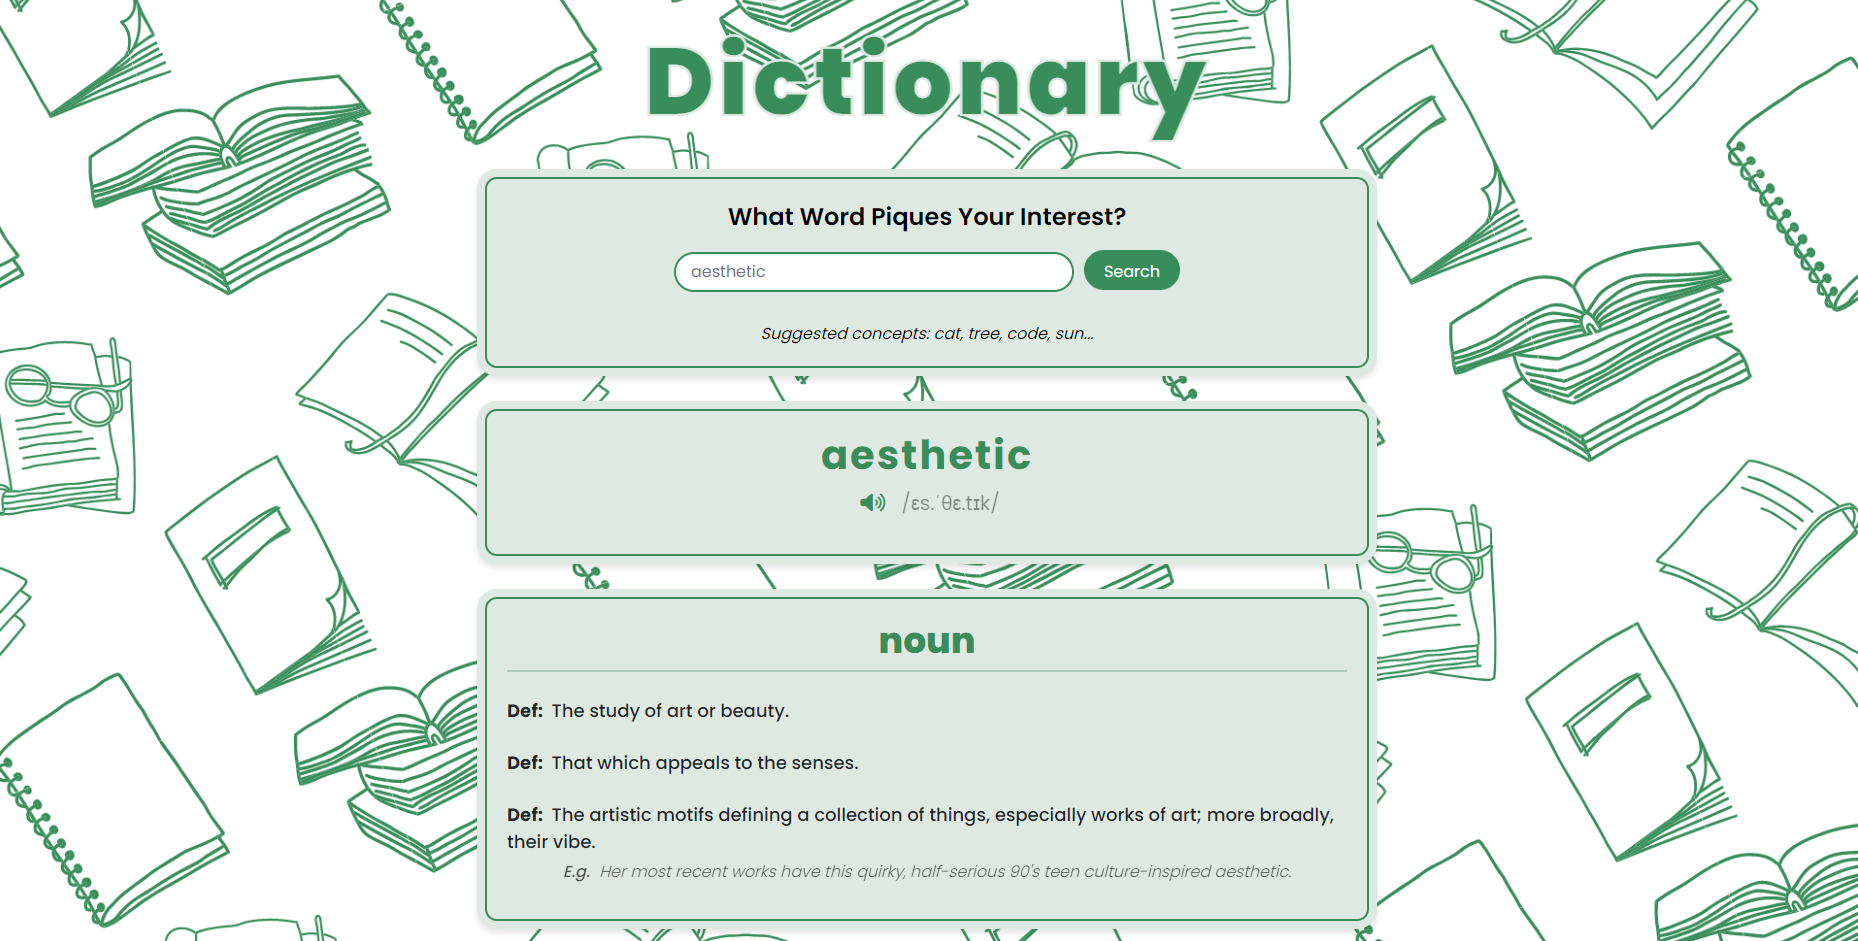 Dictionary
What Word Piques Your Interest?
aesthetic Search
Suggested concepts: cat, tree, code, sun...
aesthetic
/ɛs.ˈθɛ.tɪk/
noun
Def: The study of art or beauty.
Def: That which appeals to the senses.
Def: The artistic motifs defining a collection of things, especially works of art; more broadly,
their vibe.
E.g. Her most recent works have this quirky, half-serious 90's teen culture-inspired aesthetic.